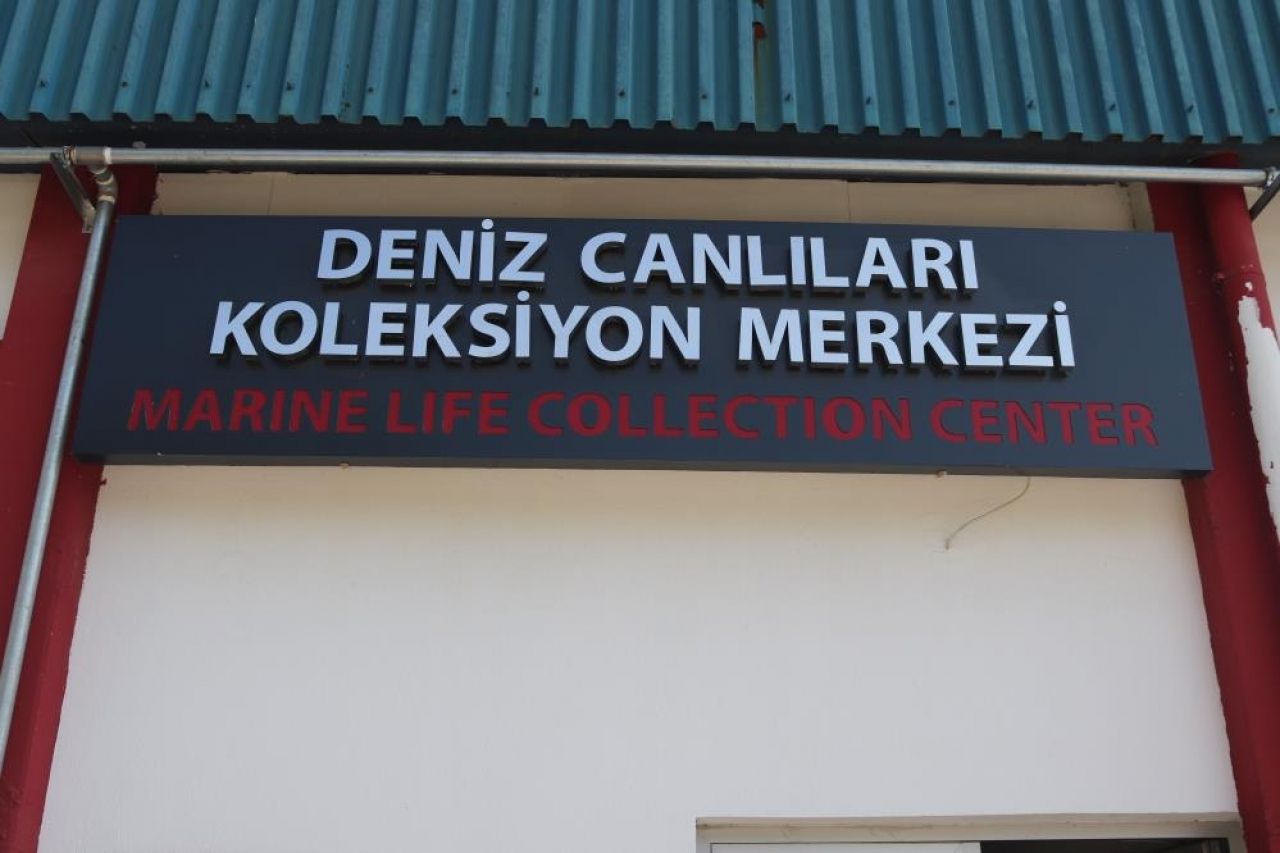 DENİZ CANLILARI
KOLEKSİYON MERKEZİ
MARINE LIFE COLLECTION CENTER